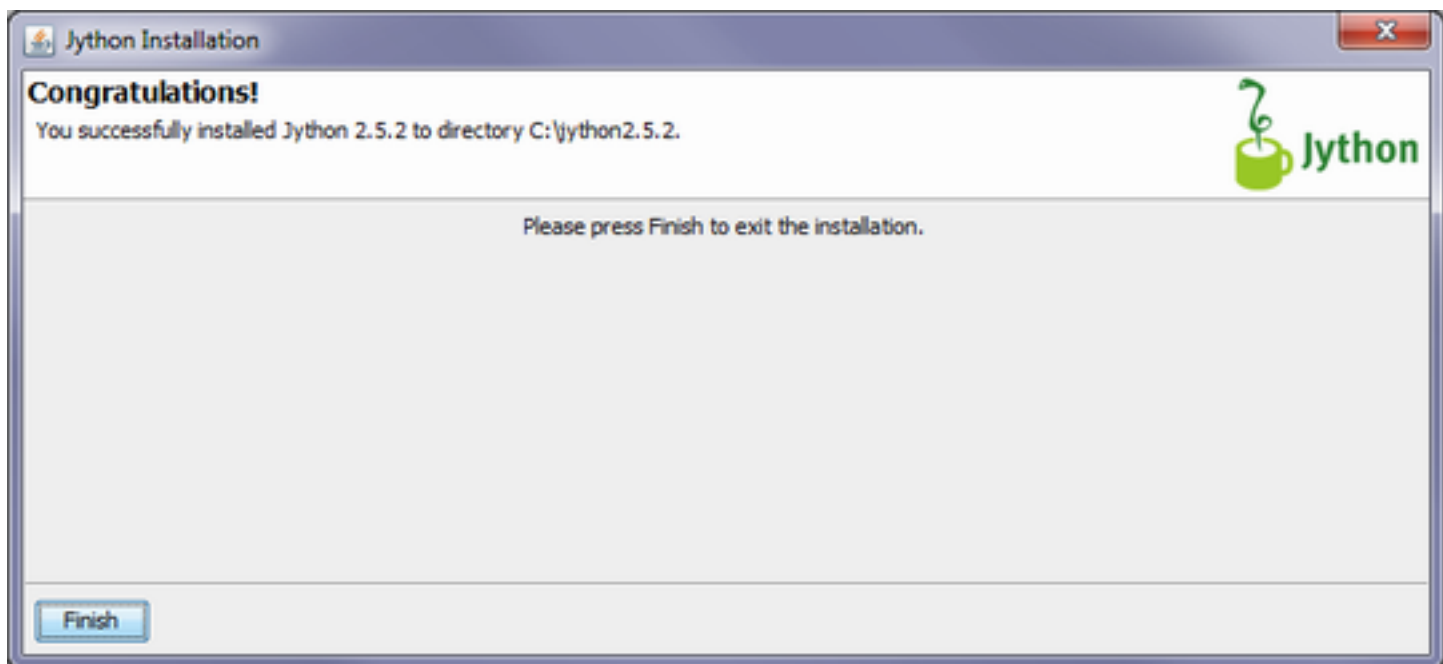 Jython Installation
Congratulations!
You successfully installed Jython 2.5.2 to directory C:\jython2.5.2.
Jython
Please press Finish to exit the installation.
Finish